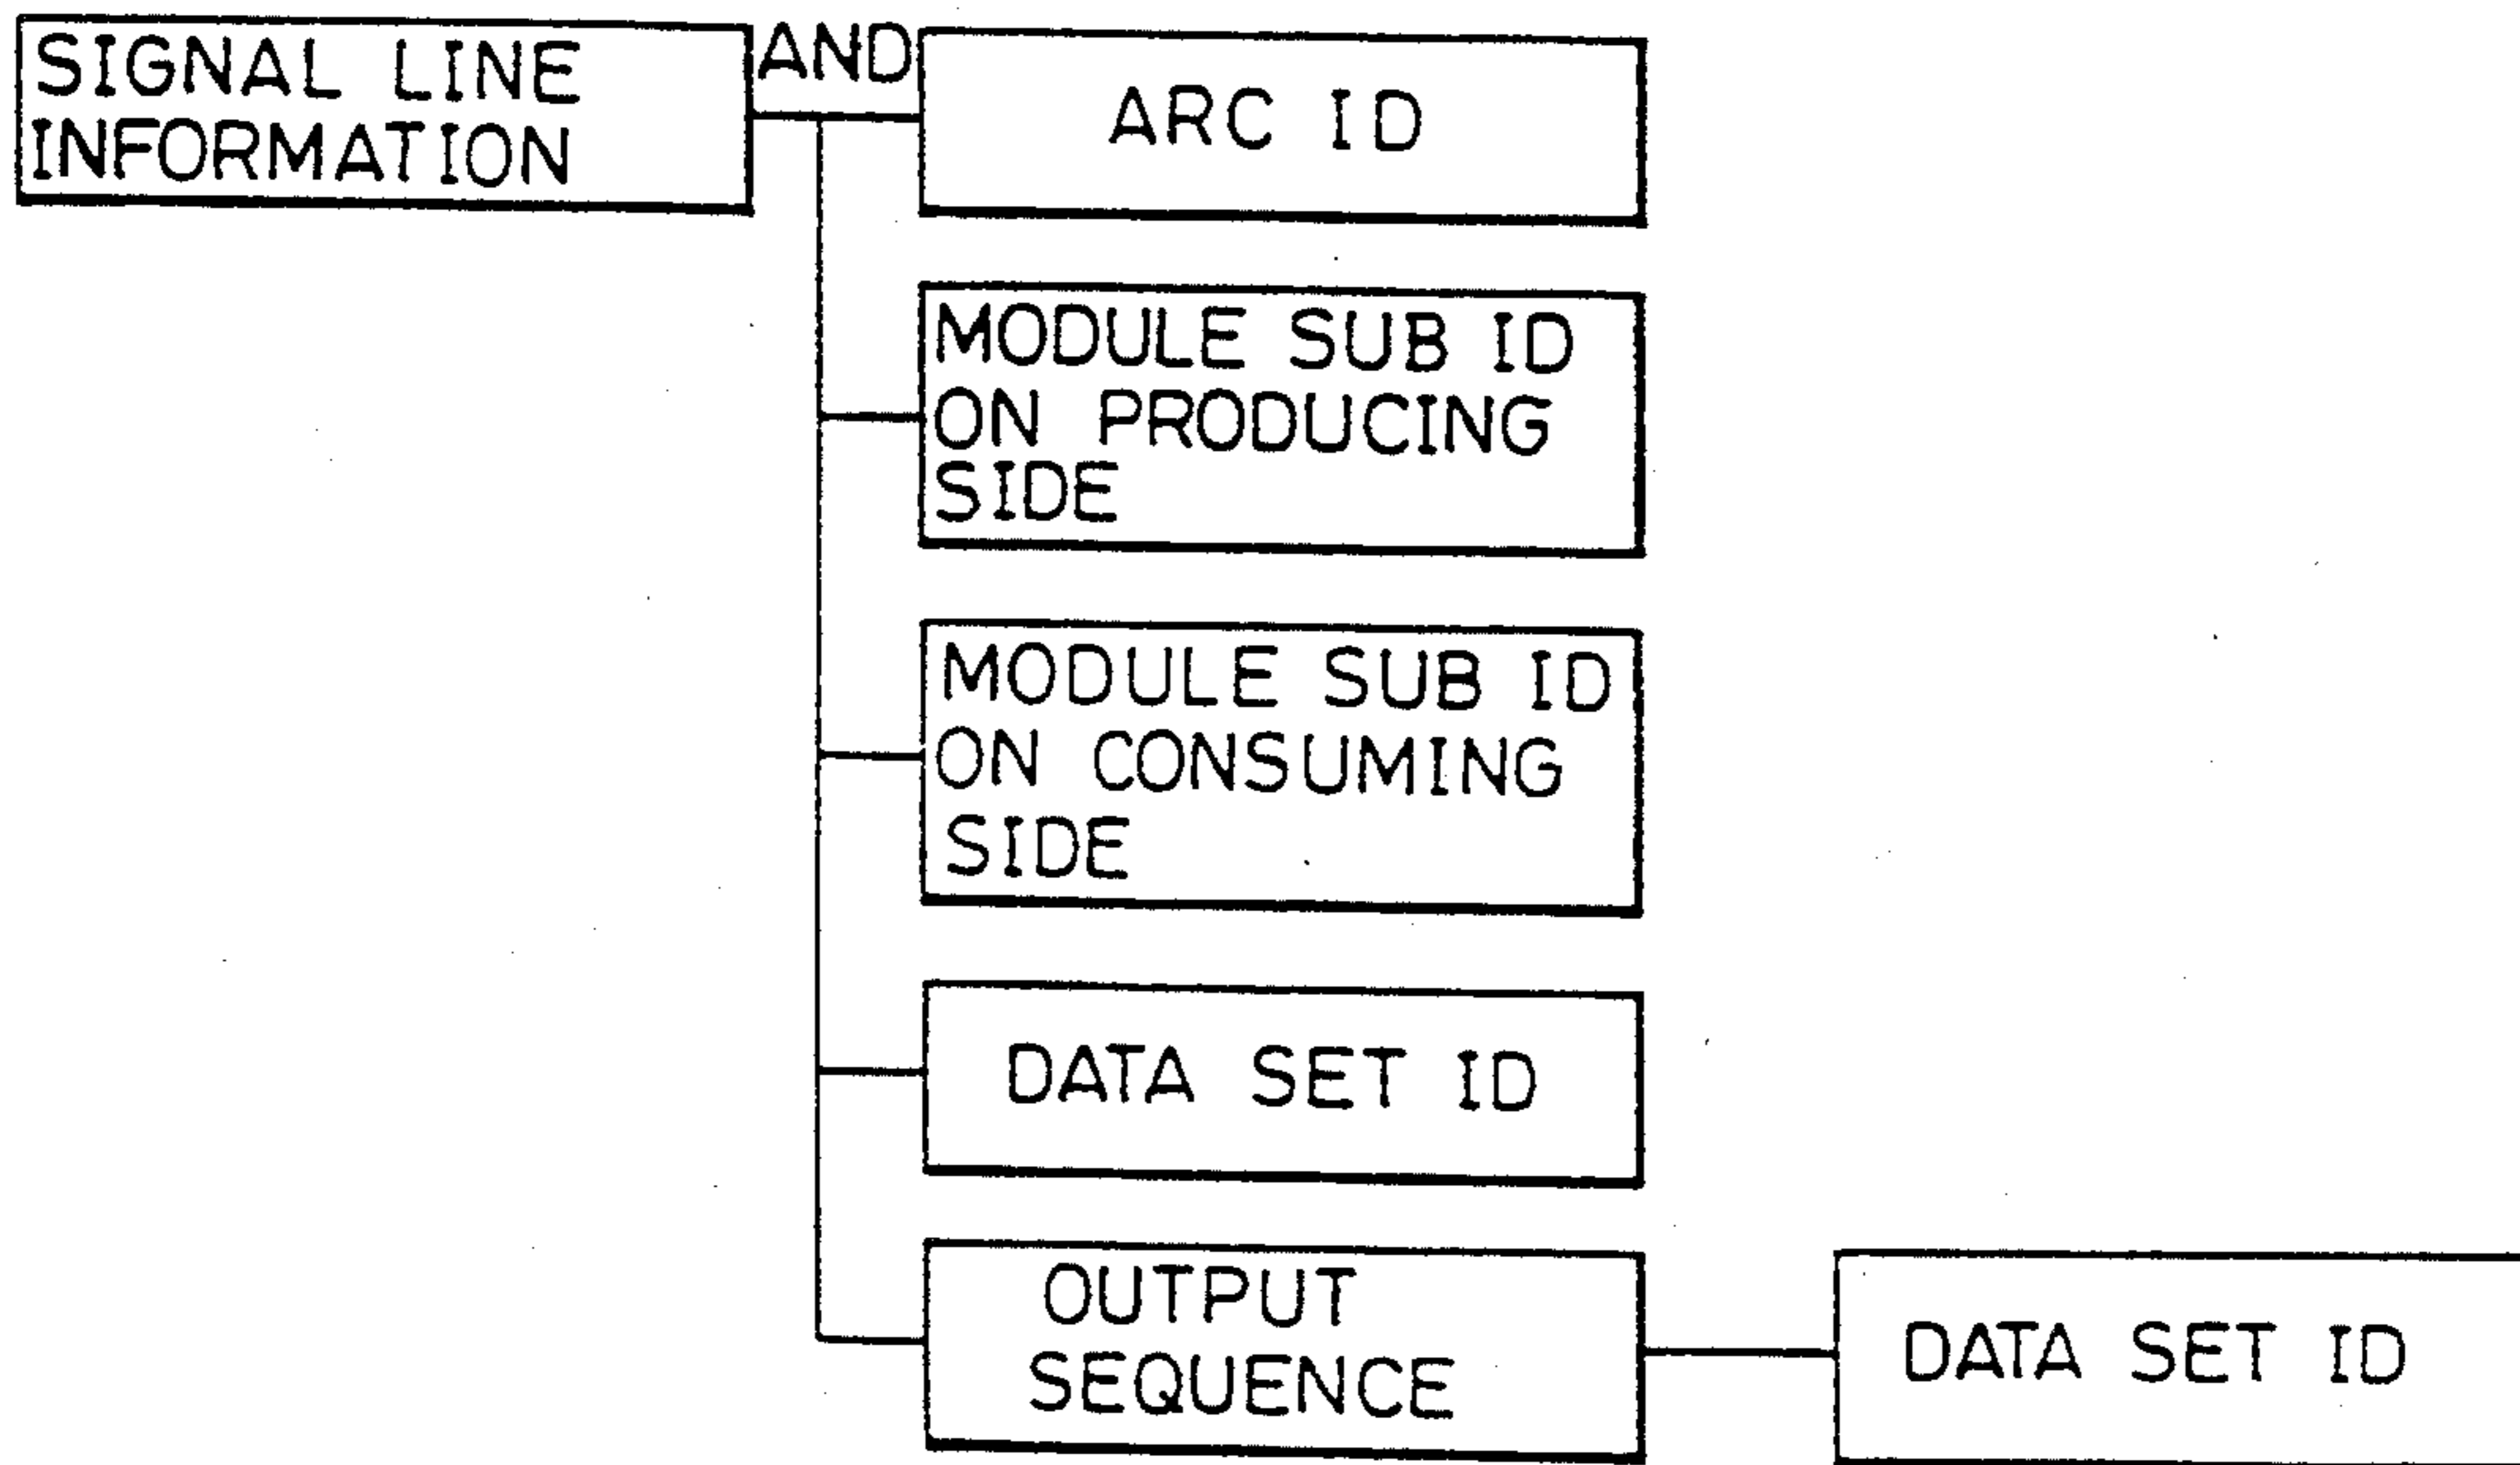 SIGNAL LINE
INFORMATION
AND
ARC ID
MODULE SUB ID
ON PRODUCING
SIDE
MODULE SUB ID
ON CONSUMING
SIDE
DATA SET ID
OUTPUT
SEQUENCE
DATA SET ID